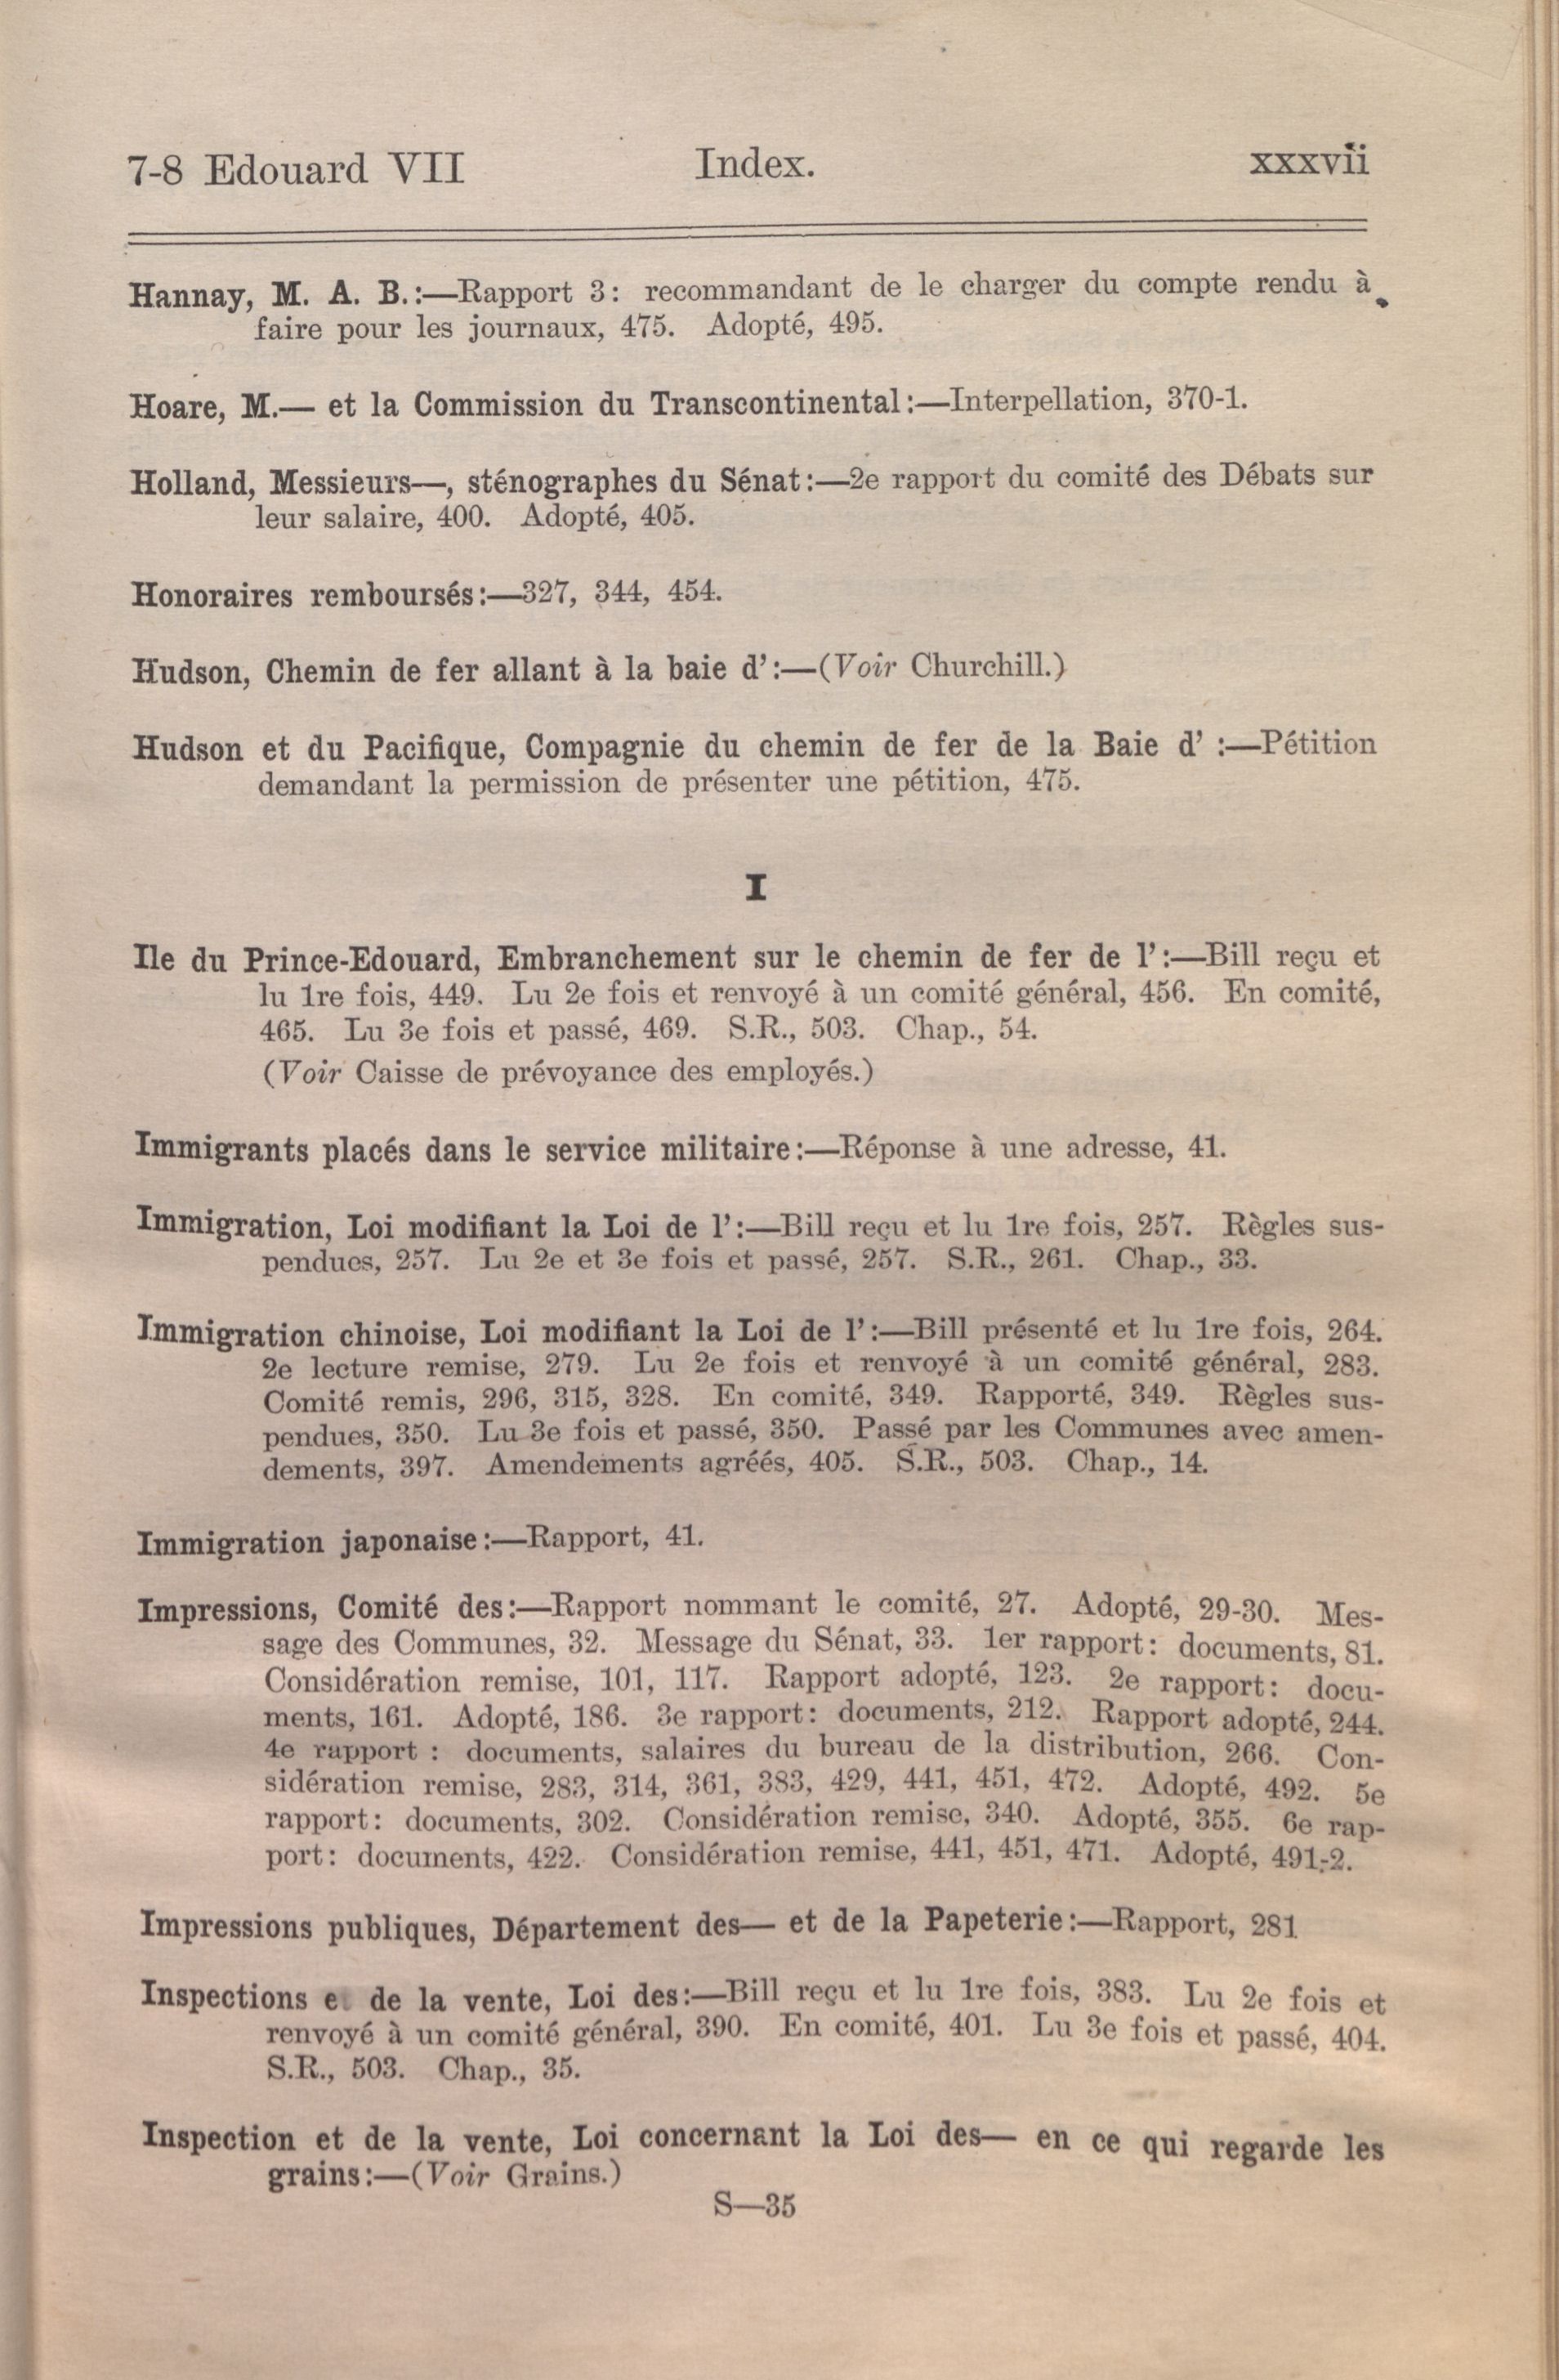 7-8 Edouard VII Index. xxxvii
Hannay, M. A. B.:—Rapport 3: recommandant de le charger du compte rendu à
faire pour les journaux, 475. Adopté, 495.
Hoare, M.— et la Commission du Transcontinental:—Interpellation, 370-1.
Holland, Messieurs—, sténographes du Sénat:—2e rapport du comité des Débats sur
leur salaire, 400. Adopté, 405.
Honoraires remboursés:—327, 344, 454.
Hudson, Chemin de fer allant à la baie d':—(Voir Churchill.)
Hudson et du Pacifique, Compagnie du chemin de fer de la Baie d' :—Pétition
demandant la permission de présenter une pétition, 475.
I
Ile du Prince-Edouard, Embranchement sur le chemin de fer de l':—Bill reçu et
lu 1re fois, 449. Lu 2e fois et renvoyé à un comité général, 456. En comité,
465. Lu 3e fois et passé, 469. S.R., 503. Chap., 54.
(Voir Caisse de prévoyance des employés.)
Immigrants placés dans le service militaire:—Réponse à une adresse, 41.
Immigration, Loi modifiant la Loi de l':—Bill reçu et lu 1re fois, 257. Règles sus-
pendues, 257. Lu 2e et 3e fois et passé, 257. S.R., 261. Chap., 33.
Immigration chinoise, Loi modifiant la Loi de l':—Bill présenté et lu 1re fois, 264.
2e lecture remise, 279. Lu 2e fois et renvoyé à un comité général, 283.
Comité remis, 296, 315, 328. En comité, 349. Rapporté, 349. Règles sus-
pendues, 350. Lu 3e fois et passé, 350. Passé par les Communes avec amen-
dements, 397. Amendements agréés, 405. S.R., 503. Chap., 14.
Immigration japonaise:—Rapport, 41.
Impressions, Comité des:—Rapport nommant le comité, 27. Adopté, 29-30. Mes-
sage des Communes, 32. Message du Sénat, 33. 1er rapport: documents, 81.
Considération remise, 101, 117. Rapport adopté, 123. 2e rapport: docu-
ments, 161. Adopté, 186. 3e rapport: documents, 212. Rapport adopté, 244.
4e rapport : documents, salaires du bureau de la distribution, 266. Con-
sidération remise, 283, 314, 361, 383, 429, 441, 451, 472. Adopté, 492. 5e
rapport: documents, 302. Considération remise, 340. Adopté, 355. 6e rap-
port: documents, 422. Considération remise, 441, 451, 471. Adopté, 491-2.
Impressions publiques, Département des— et de la Papeterie:—Rapport, 281
Inspections e de la vente, Loi des:—Bill reçu et lu 1re fois, 383. Lu 2e fois et
renvoyé à un comité général, 390. En comité, 401. Lu 3e fois et passé, 404.
S.R., 503. Chap., 35.
Inspection et de la vente, Loi concernant la Loi des— en ce qui regarde les
grains:—(Voir Grains.)
S—35